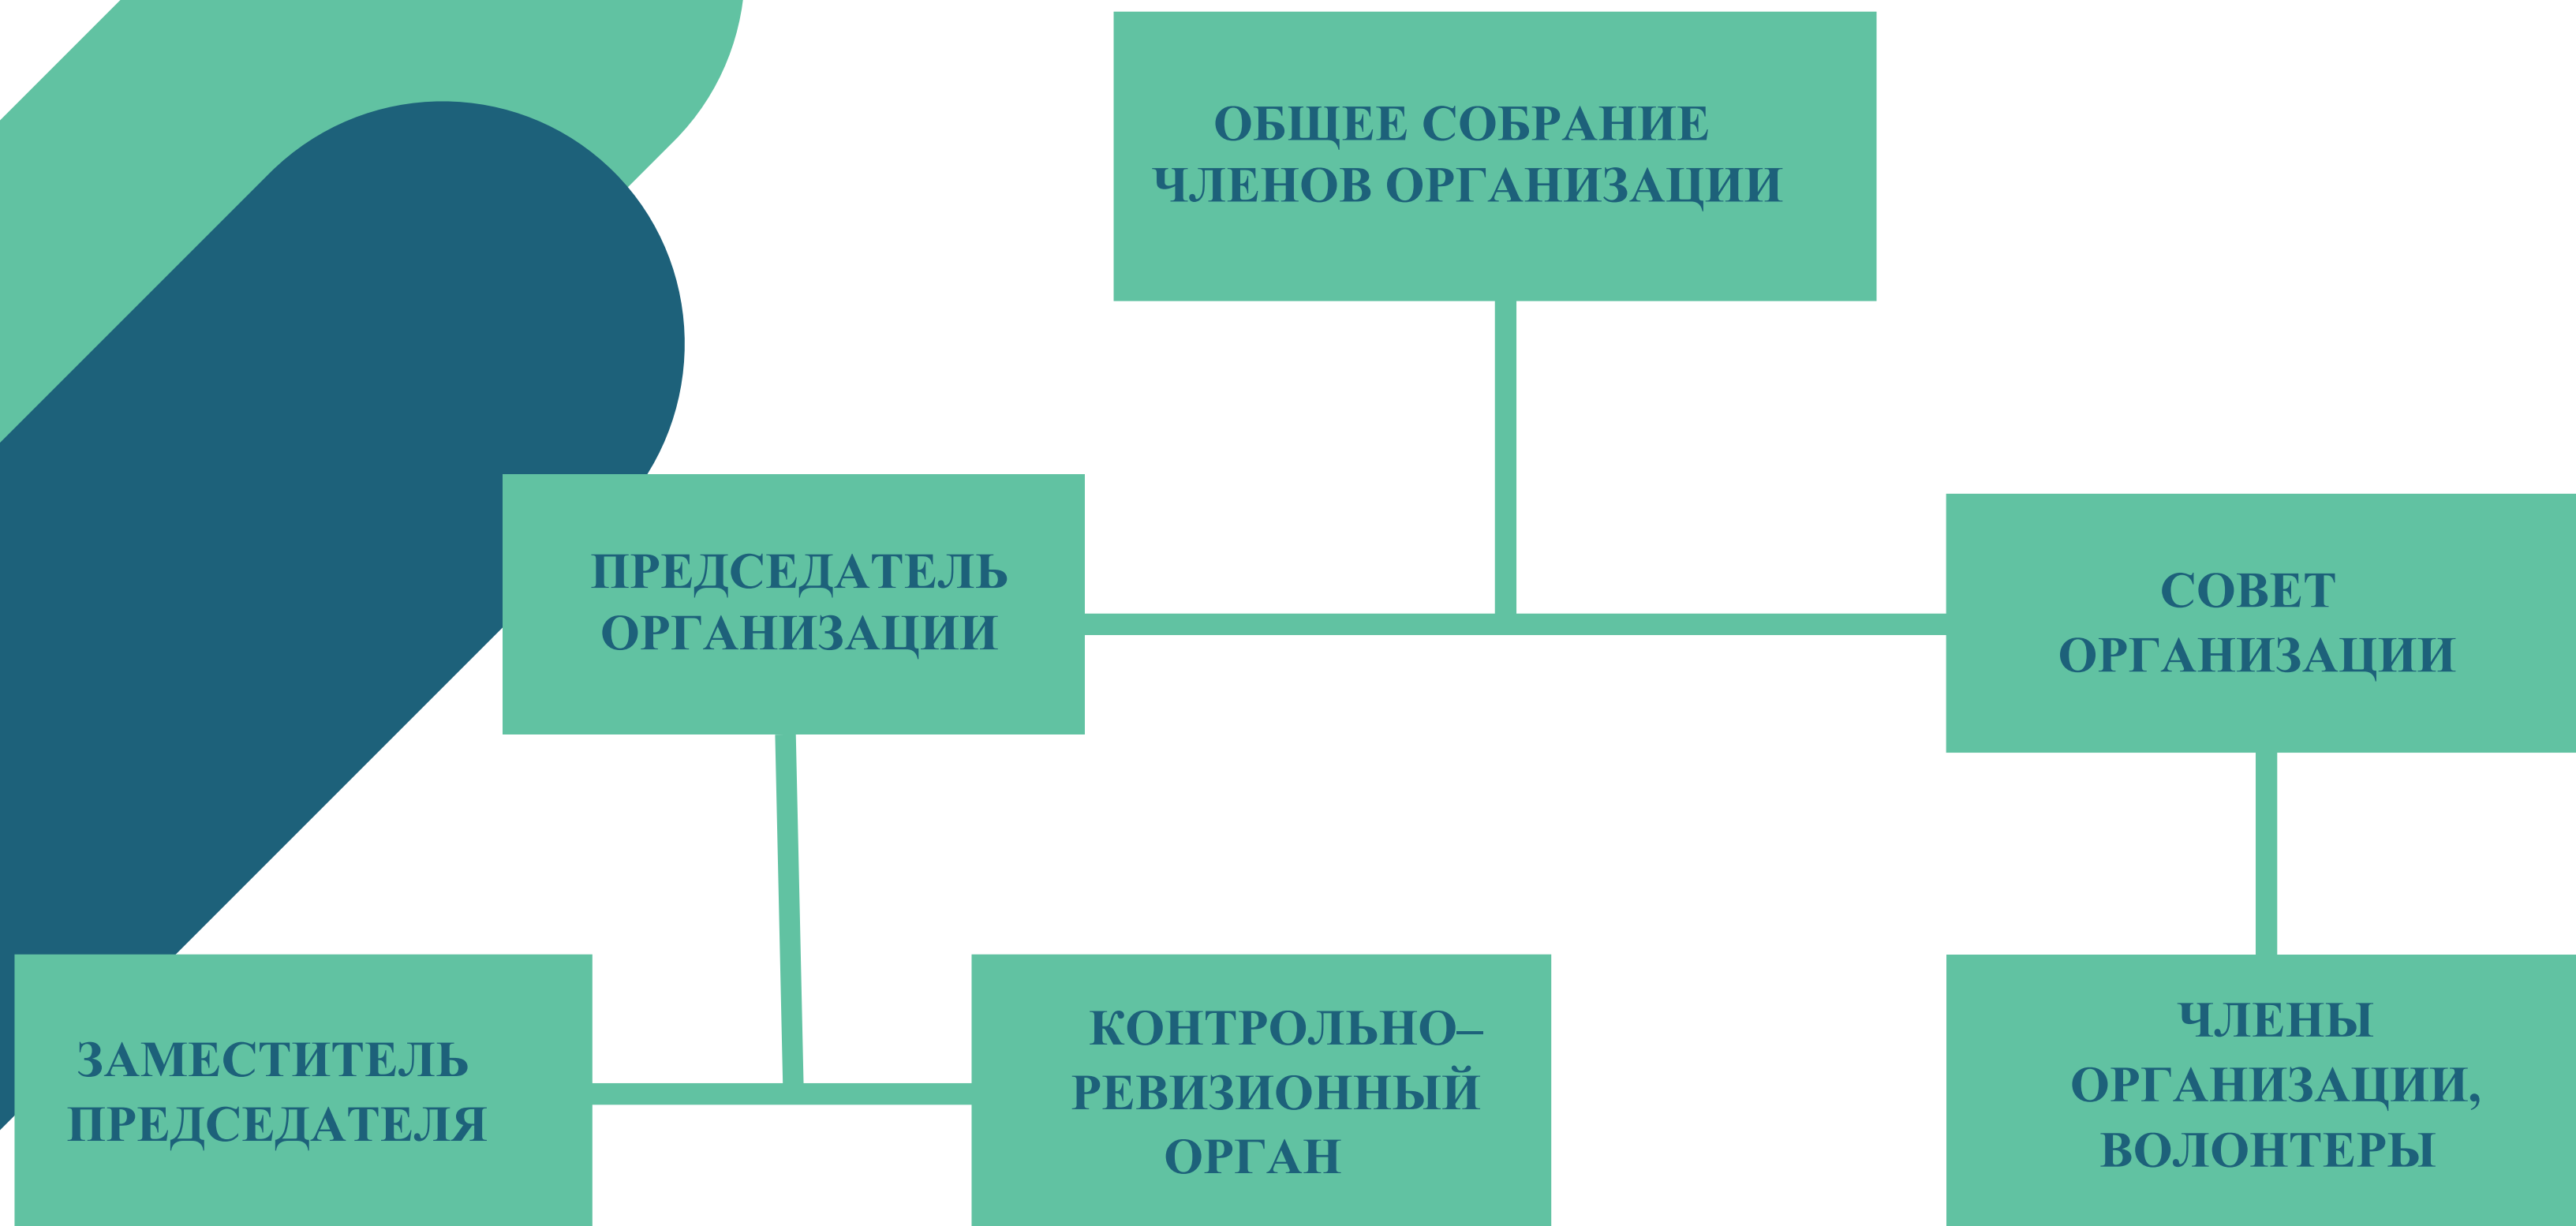 ОБЩЕЕ СОБРАНИЕ
ЧЛЕНОВ ОРГАНИЗАЦИИ
ПРЕДСЕДАТЕЛЬ
ОРГАНИЗАЦИИ
СОВЕТ
ОРГАНИЗАЦИИ
ЗАМЕСТИТЕЛЬ
ПРЕДСЕДАТЕЛЯ
КОНТРОЛЬНО–
РЕВИЗИОННЫЙ
ОРГАН
ЧЛЕНЫ
ОРГАНИЗАЦИИ,
ВОЛОНТЕРЫ